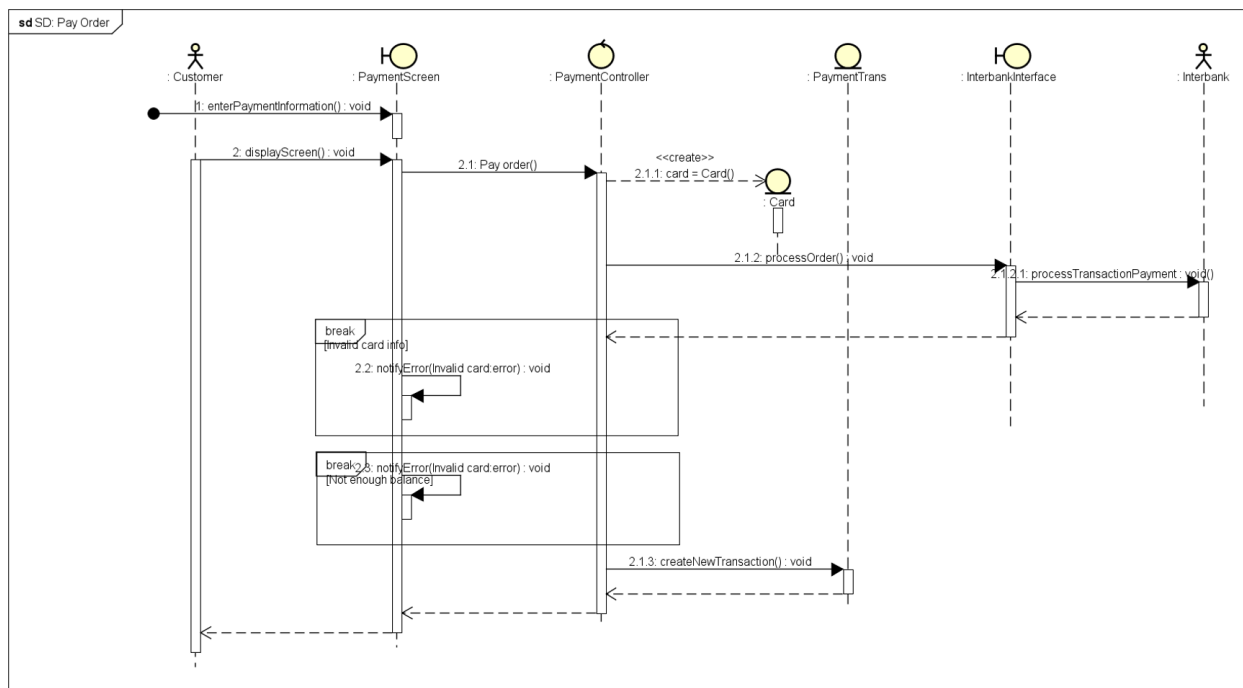 sd SD: Pay Order
: Customer
: PaymentScreen
: PaymentController
: PaymentTrans
: InterbankInterface
: Interbank
1: enterPaymentInformation() : void
2: displayScreen() : void
2.1: Pay order()
<<create>>
2.1.1: card = Card()
: Card
2.1.2: processOrder() : void
2.1.2.1: processTransactionPayment : void()
break
[Invalid card info]
2.2: notifyError(Invalid card:error) : void
break
2.3: notifyError(Invalid card:error) : void
[Not enough balance]
2.1.3: createNewTransaction() : void